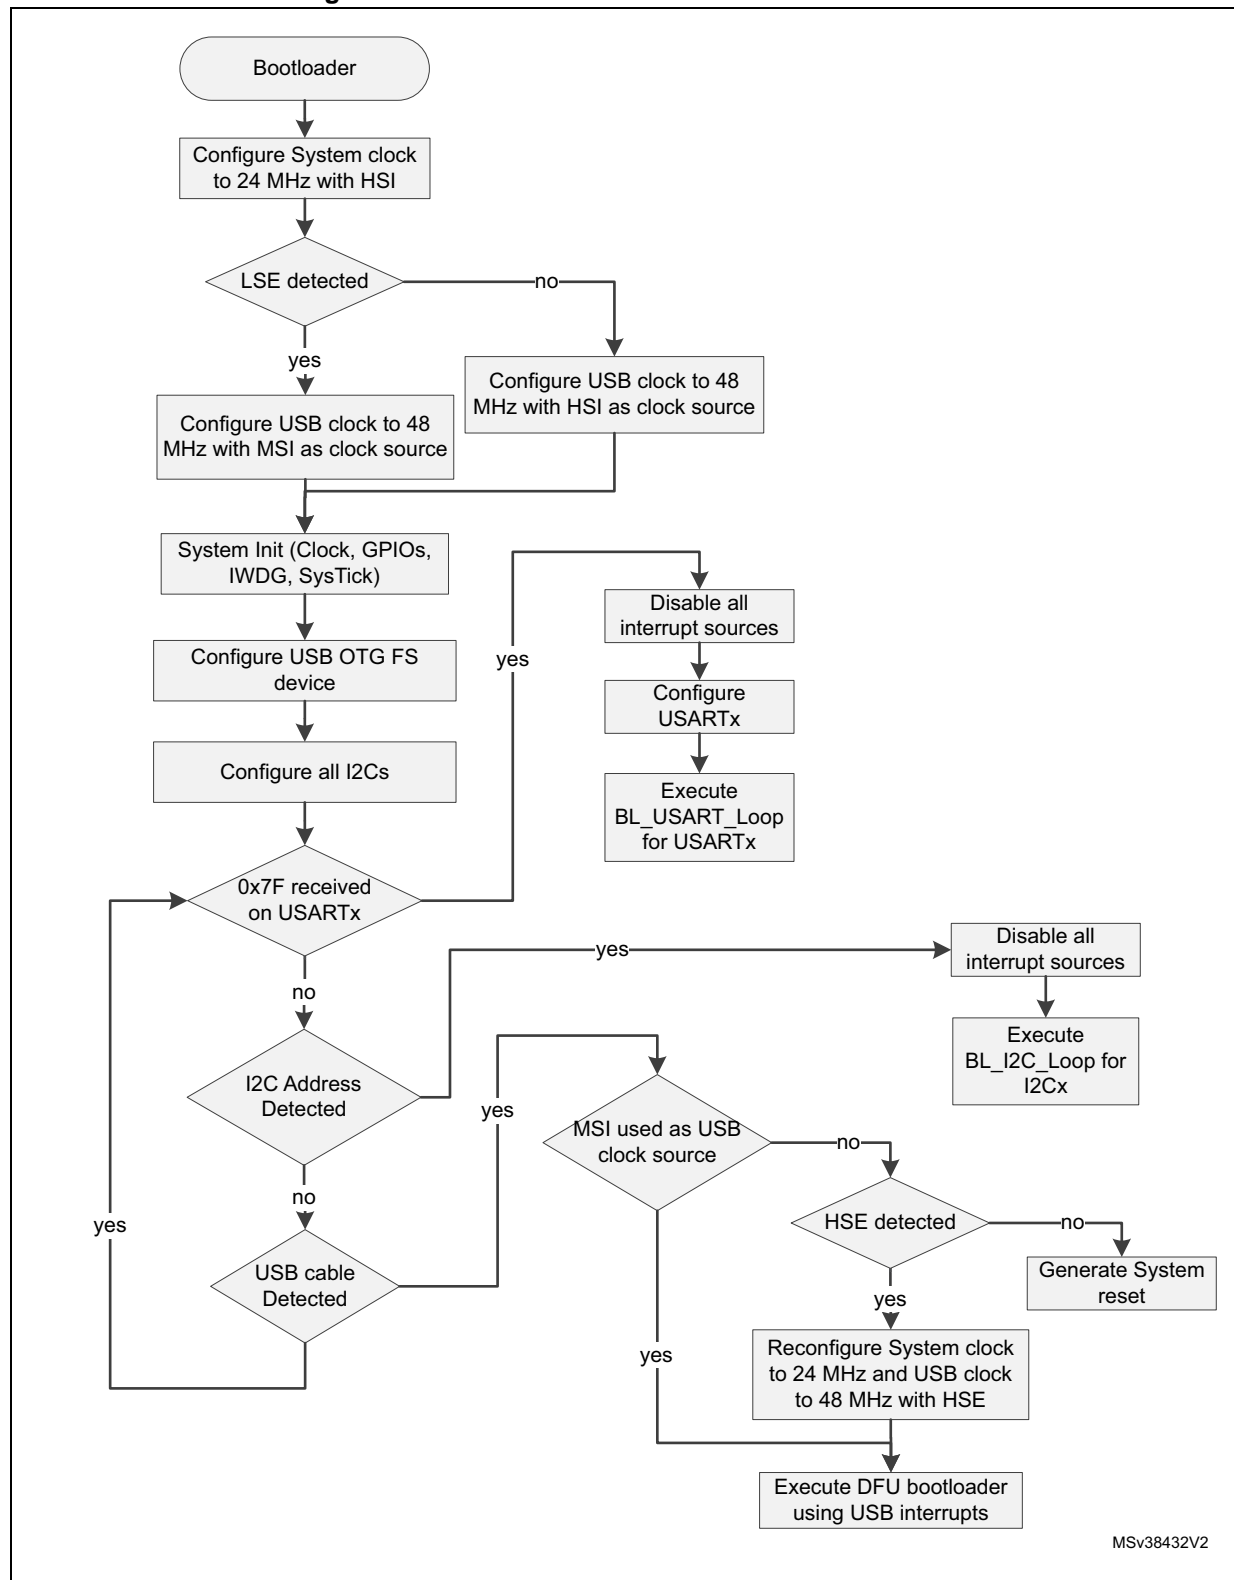 Bootloader
Configure System clock
to 24 MHz with HSI
LSE detected
no
yes
Configure USB clock to 48
MHz with HSI as clock source
Configure USB clock to 48
MHz with MSI as clock source
System Init (Clock, GPIOs,
IWDG, SysTick)
Disable all
interrupt sources
yes
Configure USB OTG FS
device
Configure
USARTx
Configure all I2Cs
Execute
BL_USART_Loop
for USARTx
0x7F received
on USARTx
yes
Disable all
interrupt sources
no
Execute
BL_I2C_Loop for
I2Cx
I2C Address
Detected
yes
MSI used as USB
clock source
no
no
yes
HSE detected
no
USB cable
Detected
Generate System
reset
yes
yes
Reconfigure System clock
to 24 MHz and USB clock
to 48 MHz with HSE
Execute DFU bootloader
using USB interrupts
MSv38432V2